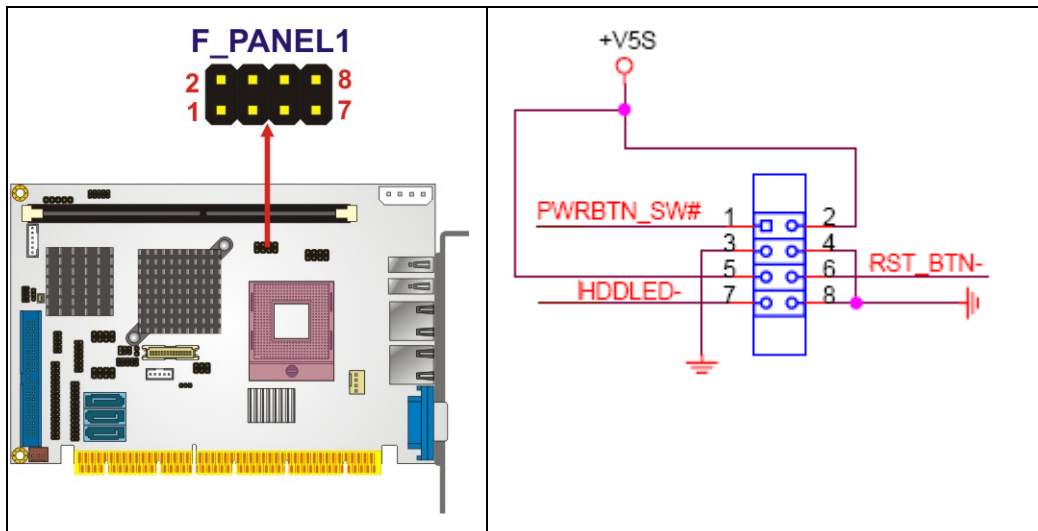 F_PANEL1
2 8
1 7
+V5S
PWRBTN_SW# 1 2
3 4
5 6 RST_BTN-
HDDLED- 7 8